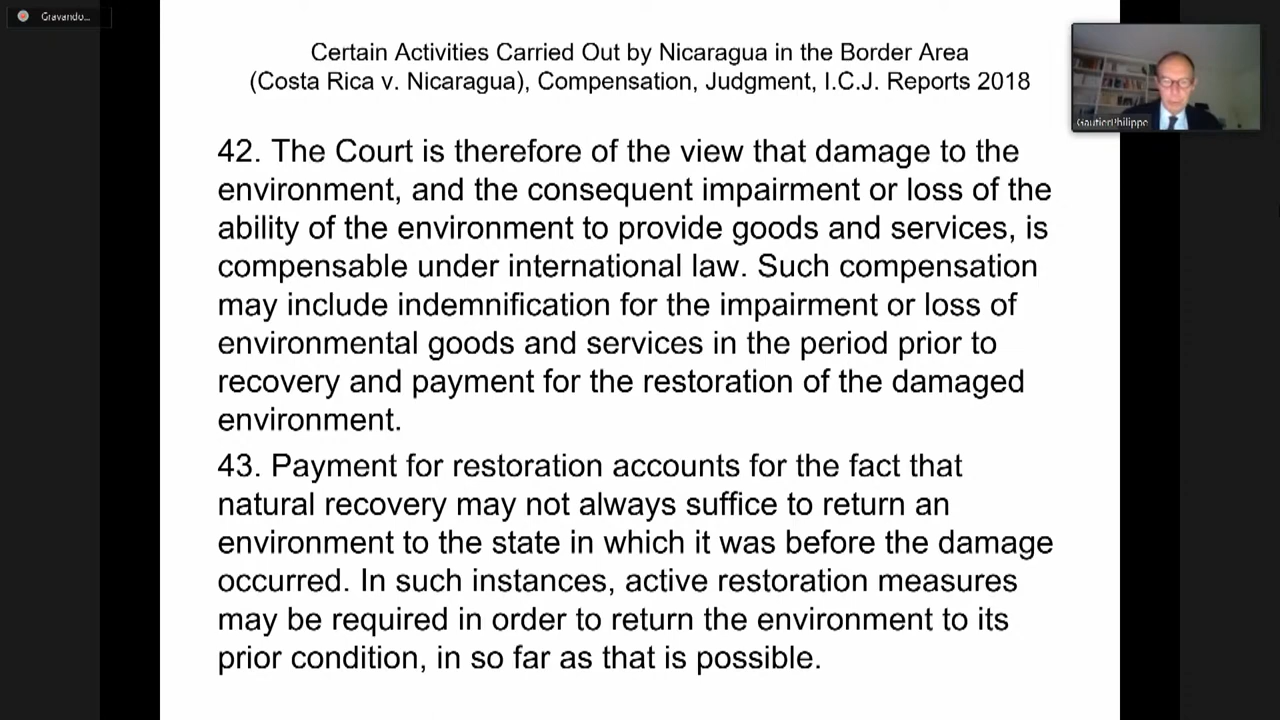 Gravando...
Certain Activities Carried Out by Nicaragua in the Border Area
(Costa Rica v. Nicaragua), Compensation, Judgment, I.C.J. Reports 2018
GautierPhilippe
42. The Court is therefore of the view that damage to the
environment, and the consequent impairment or loss of the
ability of the environment to provide goods and services, is
compensable under international law. Such compensation
may include indemnification for the impairment or loss of
environmental goods and services in the period prior to
recovery and payment for the restoration of the damaged
environment.
43. Payment for restoration accounts for the fact that
natural recovery may not always suffice to return an
environment to the state in which it was before the damage
occurred. In such instances, active restoration measures
may be required in order to return the environment to its
prior condition, in so far as that is possible.